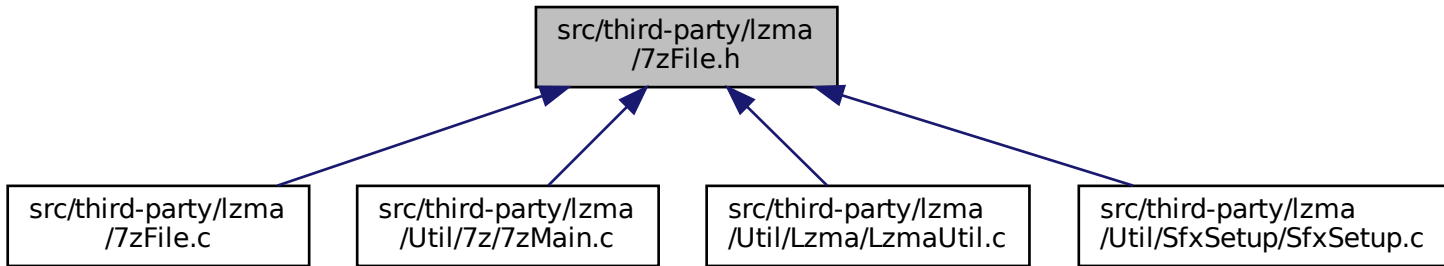 src/third-party/lzma
/7zFile.h
src/third-party/lzma
/7zFile.c
src/third-party/lzma
/Util/7z/7zMain.c
src/third-party/lzma
/Util/Lzma/LzmaUtil.c
src/third-party/lzma
/Util/SfxSetup/SfxSetup.c